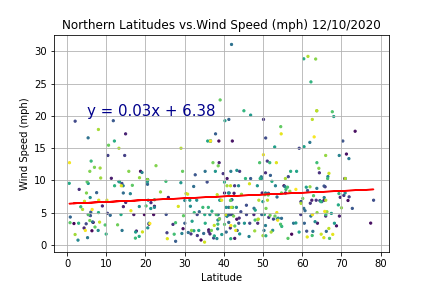 Northern Latitudes vs.Wind Speed (mph) 12/10/2020
Wind Speed (mph)
30
25
20
15
10
5
0
y = 0.03x + 6.38
0 10 20 30 40 50 60 70 80
Latitude